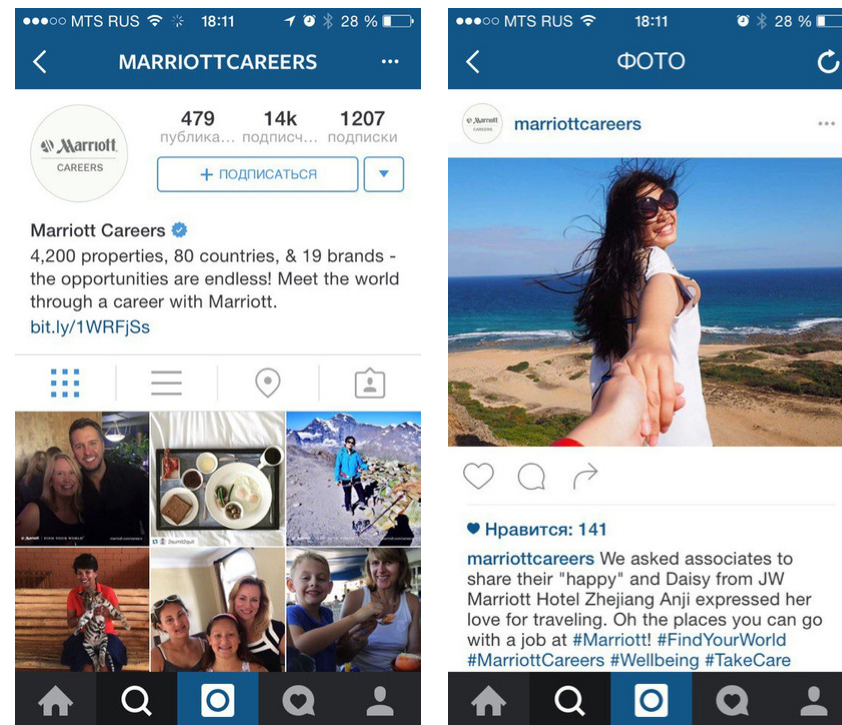 MTS RUS 18:11 28 %
MARRIOTTCAREERS
Marriott
CAREERS
479 14k 1207
публика... подписч... подписки
+ ПОДПИСАТЬСЯ
Marriott Careers
4,200 properties, 80 countries, & 19 brands -
the opportunities are endless! Meet the world
through a career with Marriott.
bit.ly/1WRFjSs
MTS RUS 18:11 28 %
ФОТО
Marriott
CAREERS
marriottcareers
Нравится: 141
marriottcareers We asked associates to
share their "happy" and Daisy from JW
Marriott Hotel Zhejiang Anji expressed her
love for traveling. Oh the places you can go
with a job at #Marriott! #FindYourWorld
#MarriottCareers #Wellbeing #TakeCare